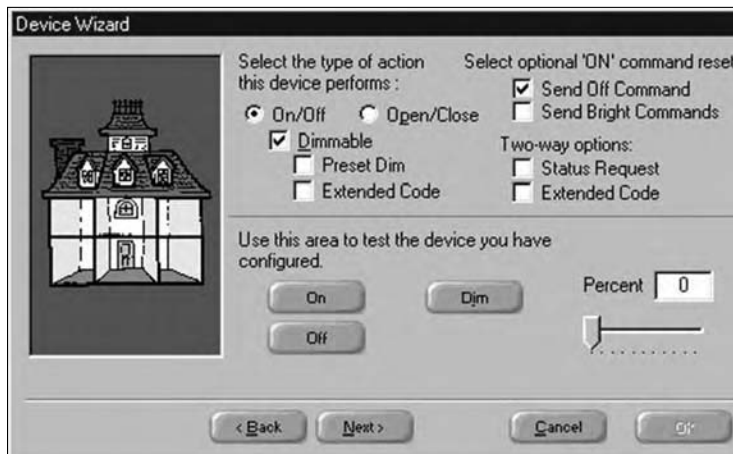 Device Wizard
Select the type of action
this device performs :
On/Off
Open/Close
Dimmable
Preset Dim
Extended Code
Select optional 'ON' command reset
Send Off Command
Send Bright Commands
Two-way options:
Status Request
Extended Code
Use this area to test the device you have
configured.
On
Off
Dim
Percent 0
< Back
Next >
Cancel
OK